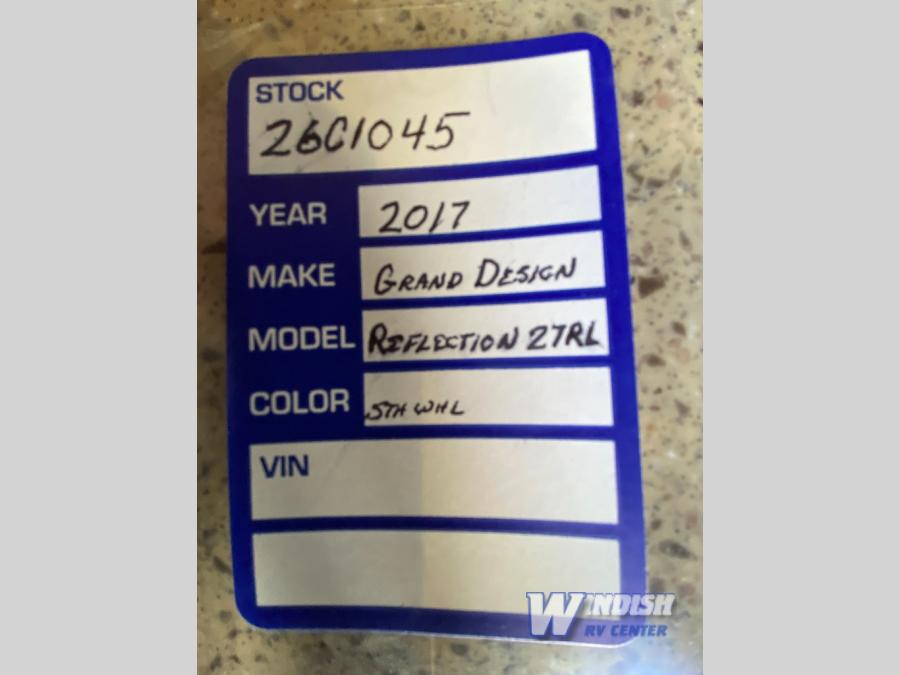 STOCK
26C1045
YEAR 2017
MAKE GRAND DESIGN
MODEL REFLECTION 27RL
COLOR 5TH WHL
VIN
WINDISH
RV CENTER